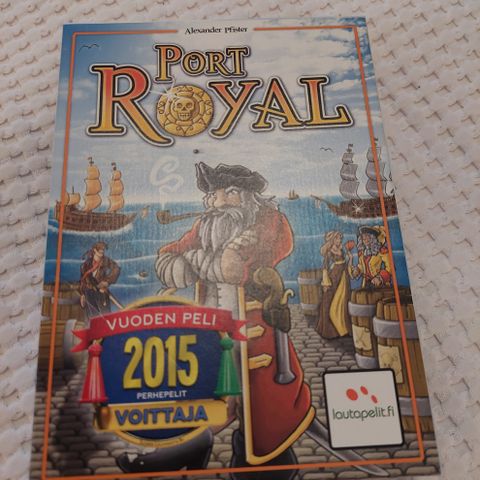 Alexander Pfister
PORT
ROYAL
VUODEN PELI
2015
PERHEPELIT
VOITTAJA
lautapelit.fi